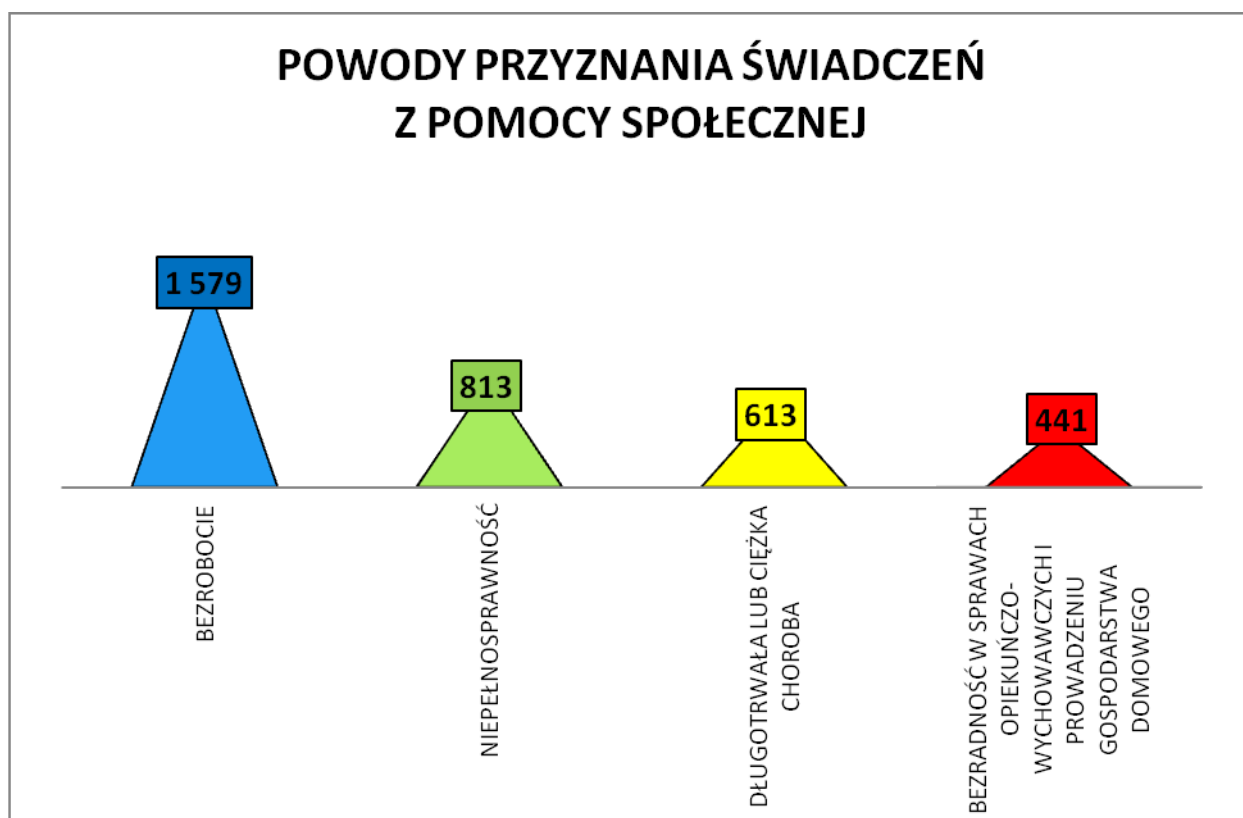 POWODY PRZYZNANIA ŚWIADCZEŃ
Z POMOCY SPOŁECZNEJ
1 579
813
613
441
BEZROBOCIE
NIEPEŁNOSPRAWNOŚĆ
DŁUGOTRWAŁA LUB CIĘŻKA
CHOROBA
BEZRADNOŚĆ W SPRAWACH
OPIEKUŃCZO-
WYCHOWAWCZYCH I
PROWADZENIU
GOSPODARSTWA
DOMOWEGO